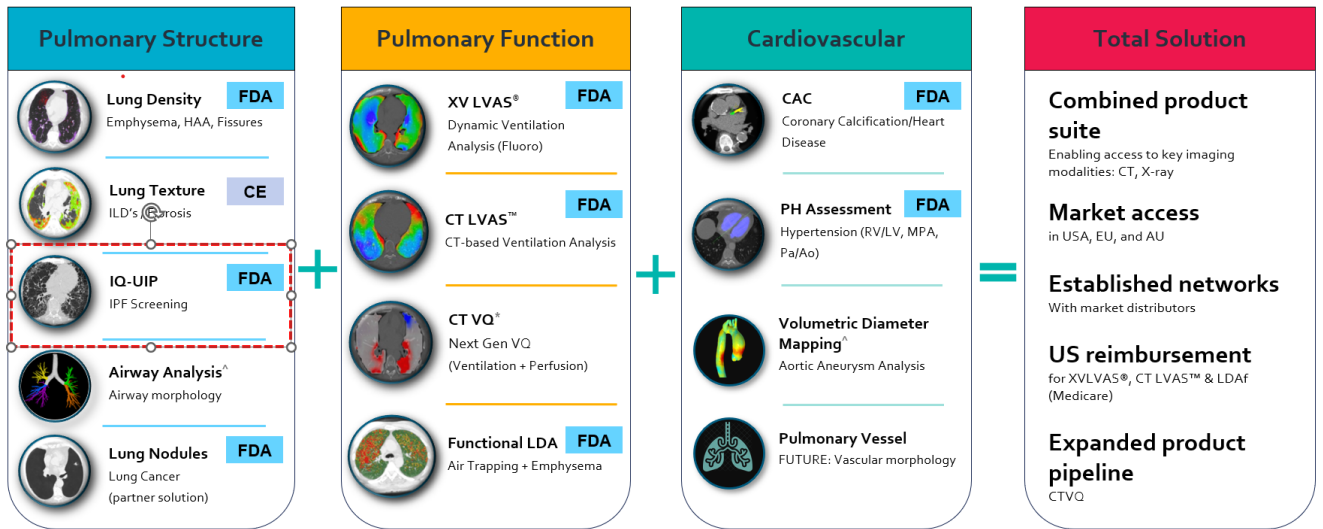 Pulmonary Structure
Lung Density
FDA
Emphysema, HAA, Fissures
Lung Texture
CE
ILD's /
IQ-UIP
FDA
IPF Screening
Airway Analysis^
Airway morphology
Lung Nodules
FDA
Lung Cancer
(partner solution)
+
Pulmonary Function
XV LVAS®
FDA
Dynamic Ventilation
Analysis (Fluoro)
CT LVAS™
FDA
CT-based Ventilation Analysis
CT VQ*
Next Gen VQ
(Ventilation + Perfusion)
Functional LDA
FDA
Air Trapping + Emphysema
+
Cardiovascular
CAC
FDA
Coronary Calcification/Heart
Disease
PH Assessment
FDA
Hypertension (RV/LV, MPA,
Pa/Ao)
Volumetric Diameter
Mapping^
Aortic Aneurysm Analysis
Pulmonary Vessel
FUTURE: Vascular morphology
=
Total Solution
Combined product
suite
Enabling access to key imaging
modalities: CT, X-ray
Market access
in USA, EU, and AU
Established networks
With market distributors
US reimbursement
for XVLVAS®, CT LVAS™ & LDAf
(Medicare)
Expanded product
pipeline
CTVQ